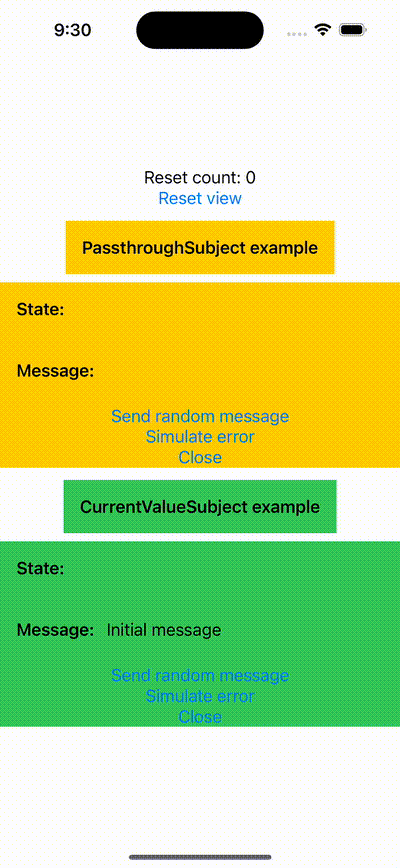 9:30
Reset count: 0
Reset view
PassthroughSubject example
State:
Message:
Send random message
Simulate error
Close
CurrentValueSubject example
State:
Message: Initial message
Send random message
Simulate error
Close